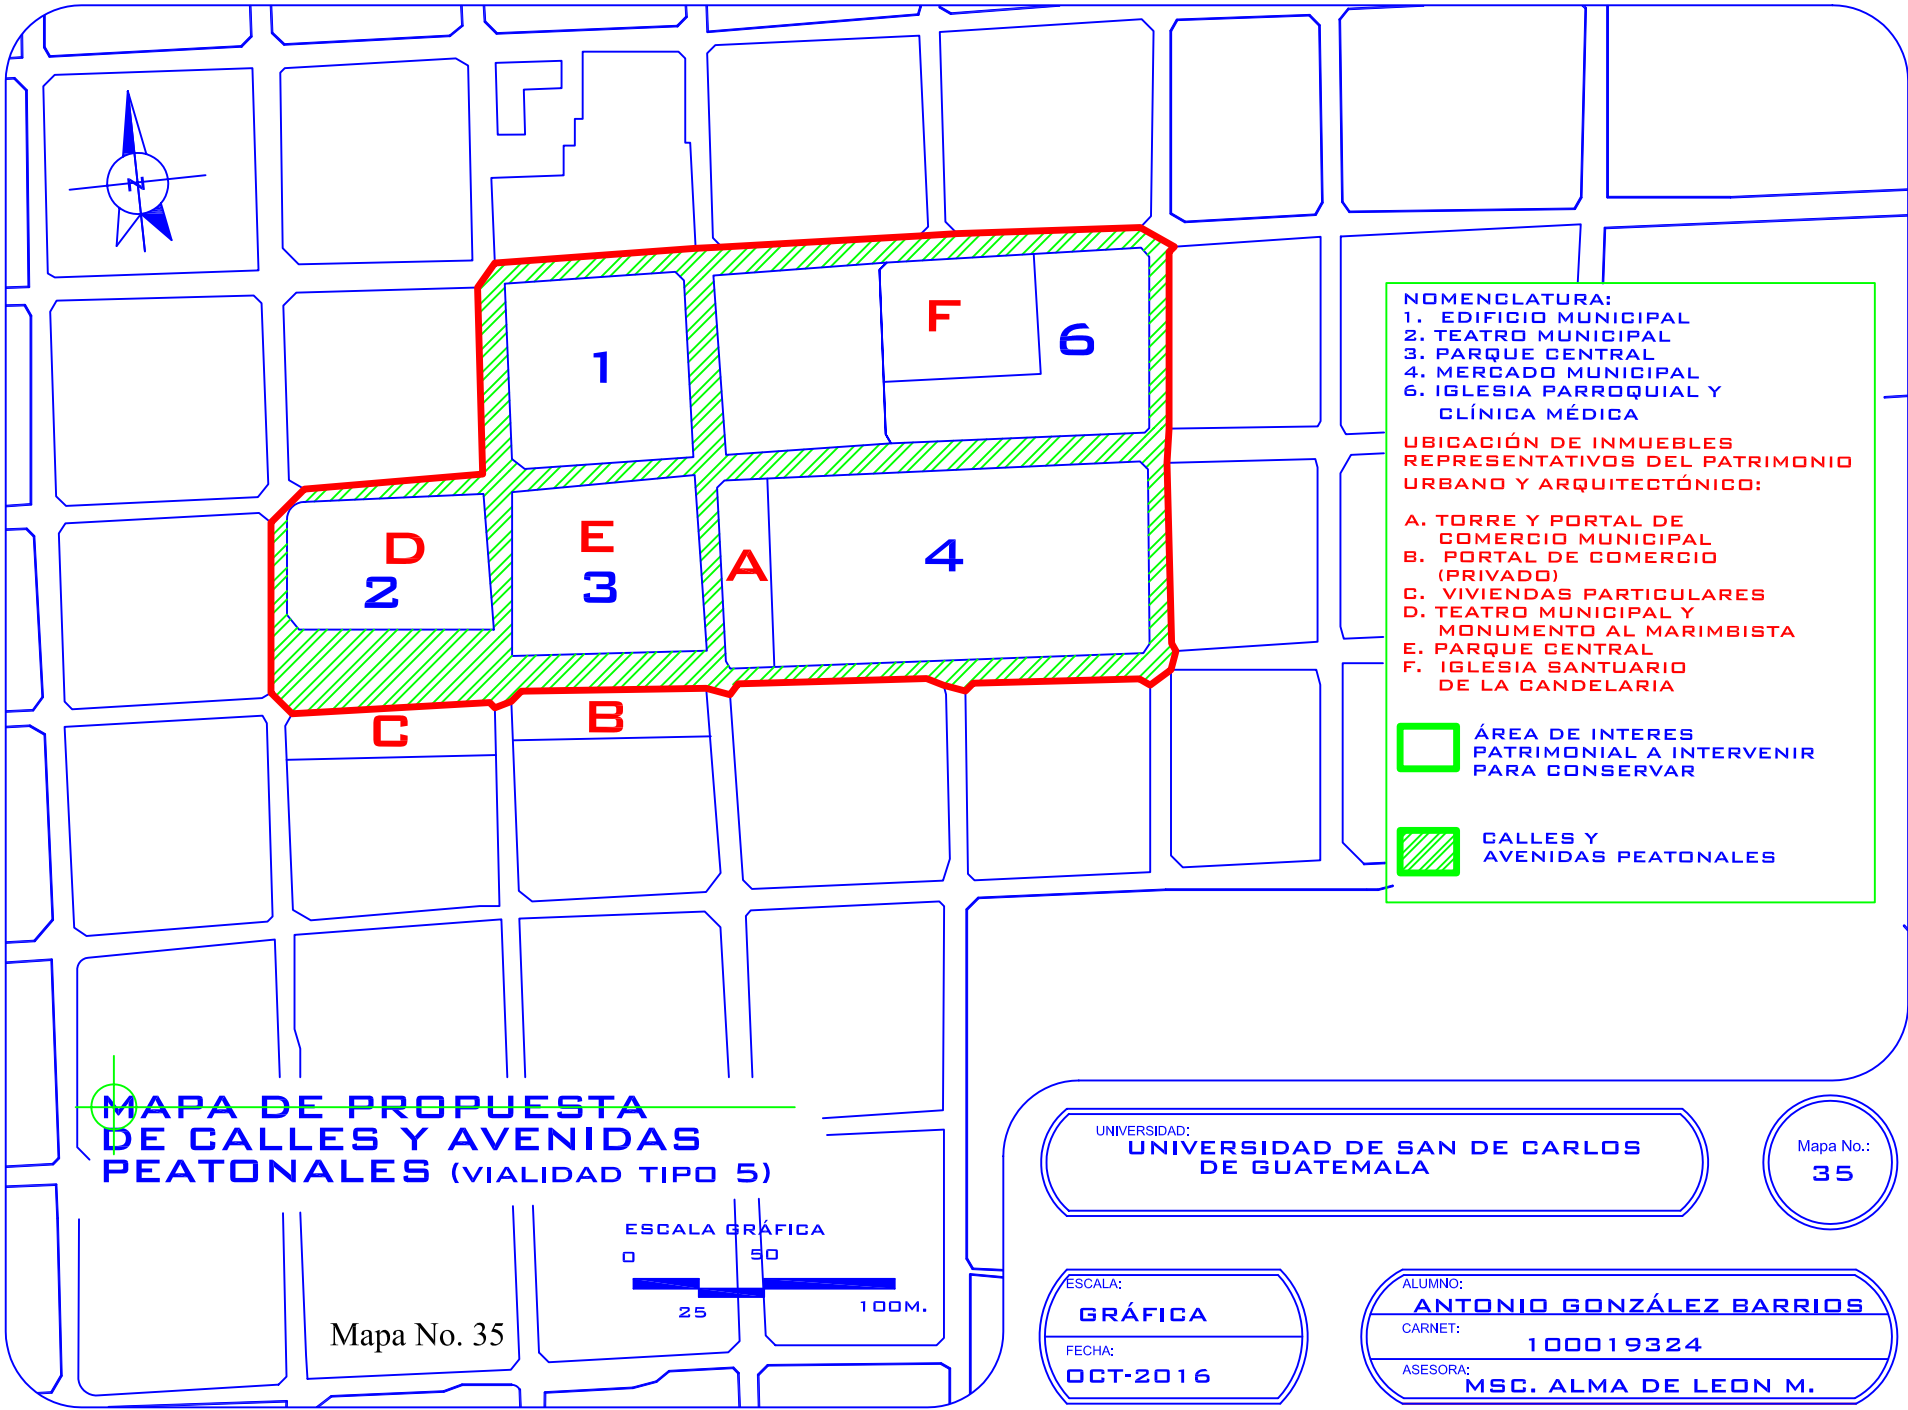 N
1
F
6
D
2
E
3
A
4
C
B
NOMENCLATURA:
1. EDIFICIO MUNICIPAL
2. TEATRO MUNICIPAL
3. PARQUE CENTRAL
4. MERCADO MUNICIPAL
6. IGLESIA PARROQUIAL Y
CLÍNICA MÉDICA
UBICACIÓN DE INMUEBLES
REPRESENTATIVOS DEL PATRIMONIO
URBANO Y ARQUITECTÓNICO:
A. TORRE Y PORTAL DE
COMERCIO MUNICIPAL
B. PORTAL DE COMERCIO
(PRIVADO)
C. VIVIENDAS PARTICULARES
D. TEATRO MUNICIPAL Y
MONUMENTO AL MARIMBISTA
E. PARQUE CENTRAL
F. IGLESIA SANTUARIO
DE LA CANDELARIA
ÁREA DE INTERES
PATRIMONIAL A INTERVENIR
PARA CONSERVAR
CALLES Y
AVENIDAS PEATONALES
MAPA DE PROPUESTA
DE CALLES Y AVENIDAS
PEATONALES (VIALIDAD TIPO 5)
ESCALA GRÁFICA
0 50
25 100M.
Mapa No. 35
UNIVERSIDAD:
UNIVERSIDAD DE SAN DE CARLOS
DE GUATEMALA
Mapa No.:
35
ESCALA:
GRÁFICA
FECHA:
OCT-2016
ALUMNO:
ANTONIO GONZÁLEZ BARRIOS
CARNET:
100019324
ASESORA:
MSC. ALMA DE LEON M.